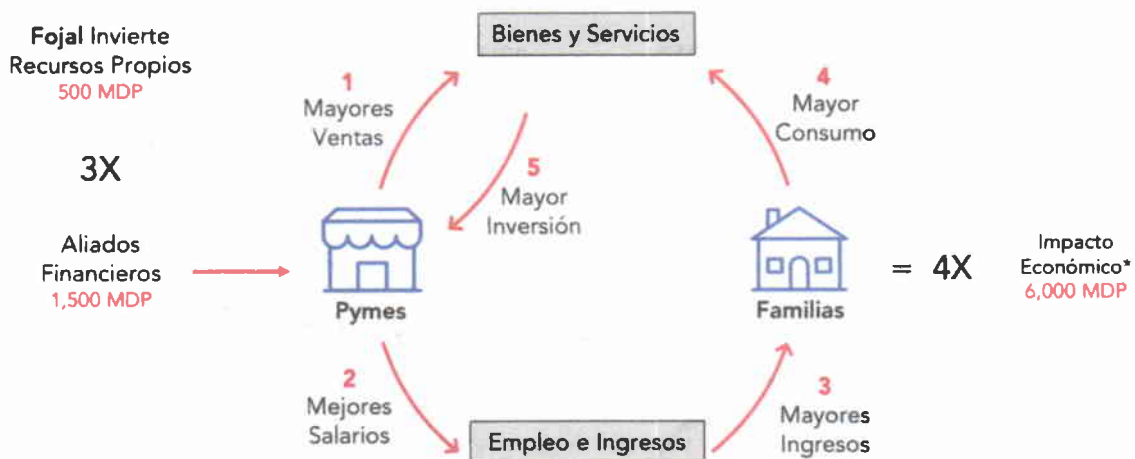 Fojal Invierte
Recursos Propios
500 MDP
3X
Aliados
Financieros
1,500 MDP
Bienes y Servicios
1
Mayores
Ventas
5
Mayor
Inversión
4
Mayor
Consumo
Pymes
Familias
= 4X
Impacto
Económico*
6,000 MDP
2
Mejores
Salarios
Empleo e Ingresos
3
Mayores
Ingresos